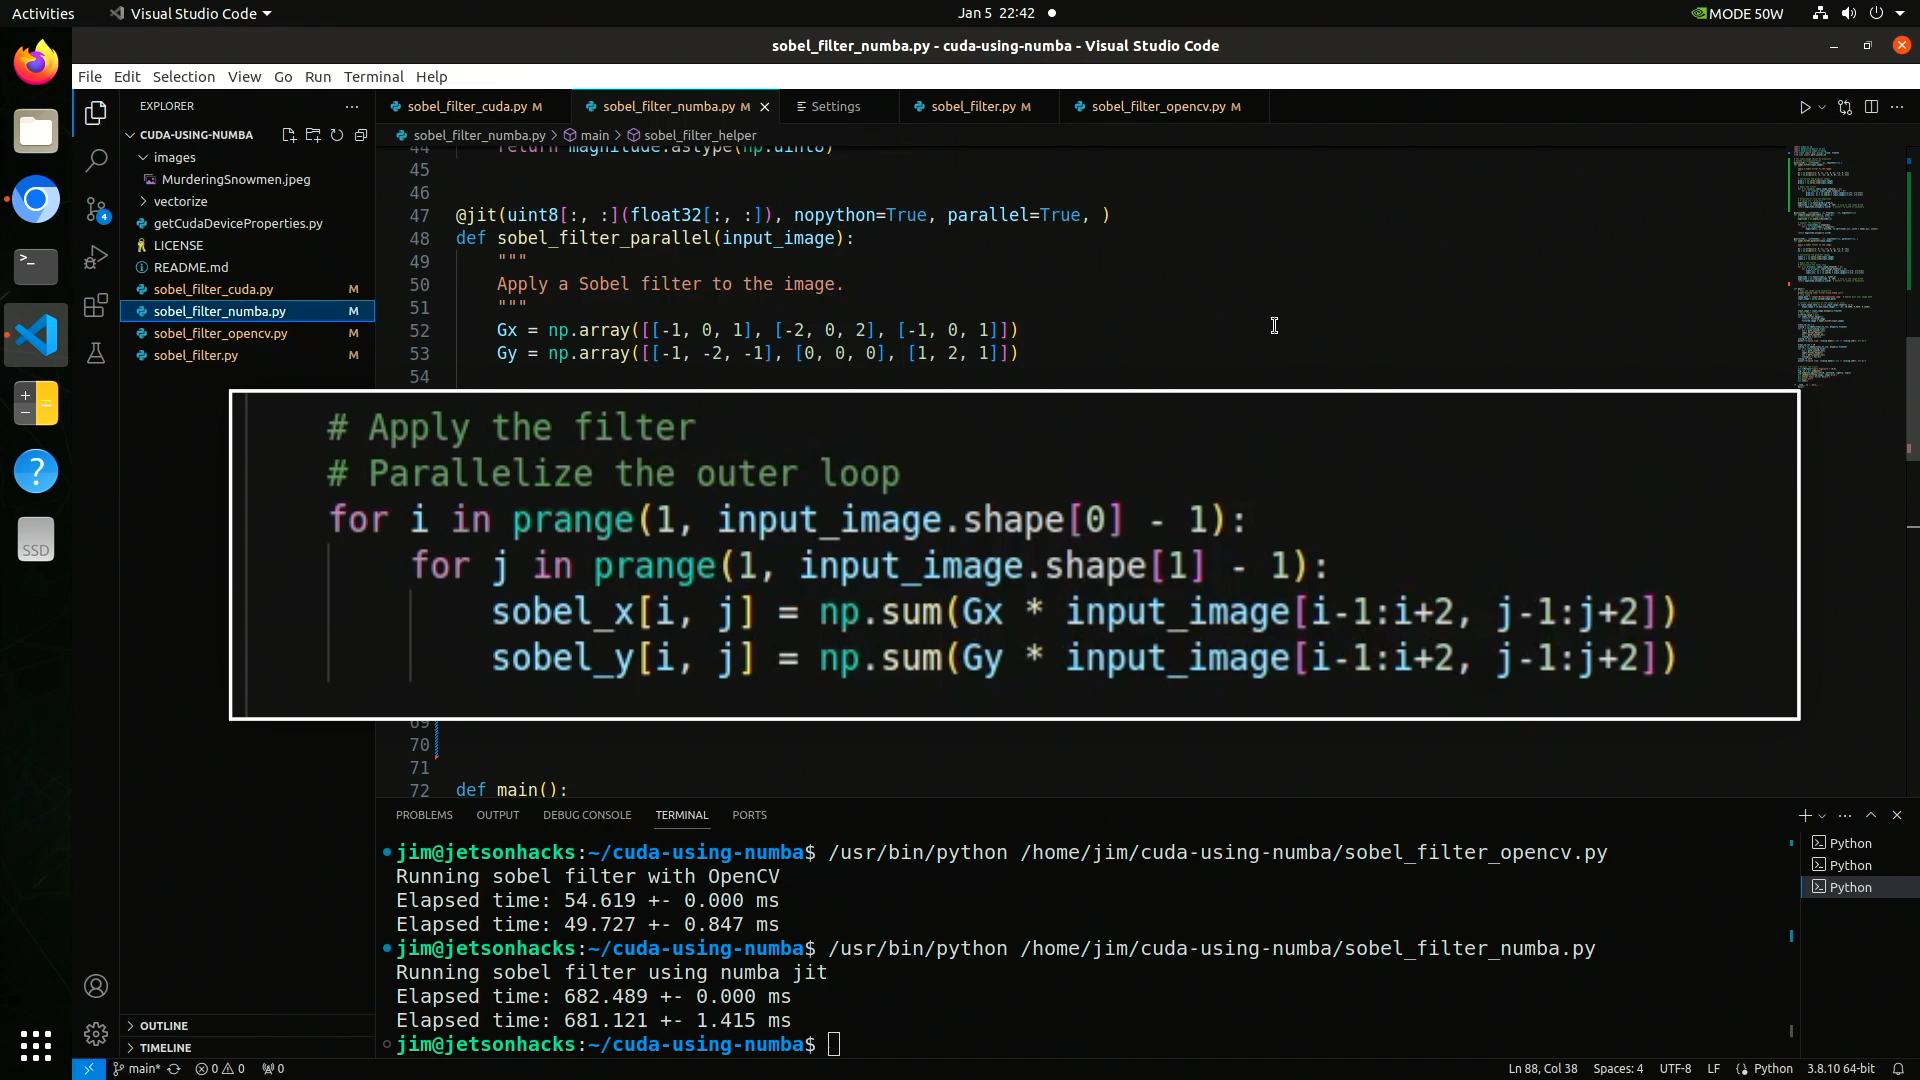 Activities
Visual Studio Code
Jan 5 22:42
MODE 50W
sobel_filter_numba.py - cuda-using-numba - Visual Studio Code
File Edit Selection View Go Run Terminal Help
EXPLORER
CUDA-USING-NUMBA
images
MurderingSnowmen.jpeg
vectorize
getCudaDeviceProperties.py
LICENSE
README.md
sobel_filter_cuda.py M
sobel_filter_numba.py M
sobel_filter_opencv.py M
sobel_filter.py M
OUTLINE
TIMELINE
4
SSD
sobel_filter_cuda.py M
sobel_filter_numba.py M
Settings
sobel_filter.py M
sobel_filter_opencv.py M
sobel_filter_numba.py > main > sobel_filter_helper
44 return magnitude.astype(np.uint8)
45
46
47 @jit(uint8[:, :](float32[:, :]), nopython=True, parallel=True, )
48 def sobel_filter_parallel(input_image):
49 """
50 Apply a Sobel filter to the image.
51 """
52 Gx = np.array([[-1, 0, 1], [-2, 0, 2], [-1, 0, 1]])
53 Gy = np.array([[-1, -2, -1], [0, 0, 0], [1, 2, 1]])
54
# Apply the filter
# Parallelize the outer loop
for i in prange(1, input_image.shape[0] - 1):
for j in prange(1, input_image.shape[1] - 1):
sobel_x[i, j] = np.sum(Gx * input_image[i-1:i+2, j-1:j+2])
sobel_y[i, j] = np.sum(Gy * input_image[i-1:i+2, j-1:j+2])
69
70
71
72 def main():
PROBLEMS OUTPUT DEBUG CONSOLE TERMINAL PORTS
jim@jetsonhacks:~/cuda-using-numba$ /usr/bin/python /home/jim/cuda-using-numba/sobel_filter_opencv.py
Running sobel filter with OpenCV
Elapsed time: 54.619 +- 0.000 ms
Elapsed time: 49.727 +- 0.847 ms
jim@jetsonhacks:~/cuda-using-numba$ /usr/bin/python /home/jim/cuda-using-numba/sobel_filter_numba.py
Running sobel filter using numba jit
Elapsed time: 682.489 +- 0.000 ms
Elapsed time: 681.121 +- 1.415 ms
jim@jetsonhacks:~/cuda-using-numba$
Python
Python
Python
main* 0 0 0
Ln 88, Col 38 Spaces: 4 UTF-8 LF Python 3.8.10 64-bit